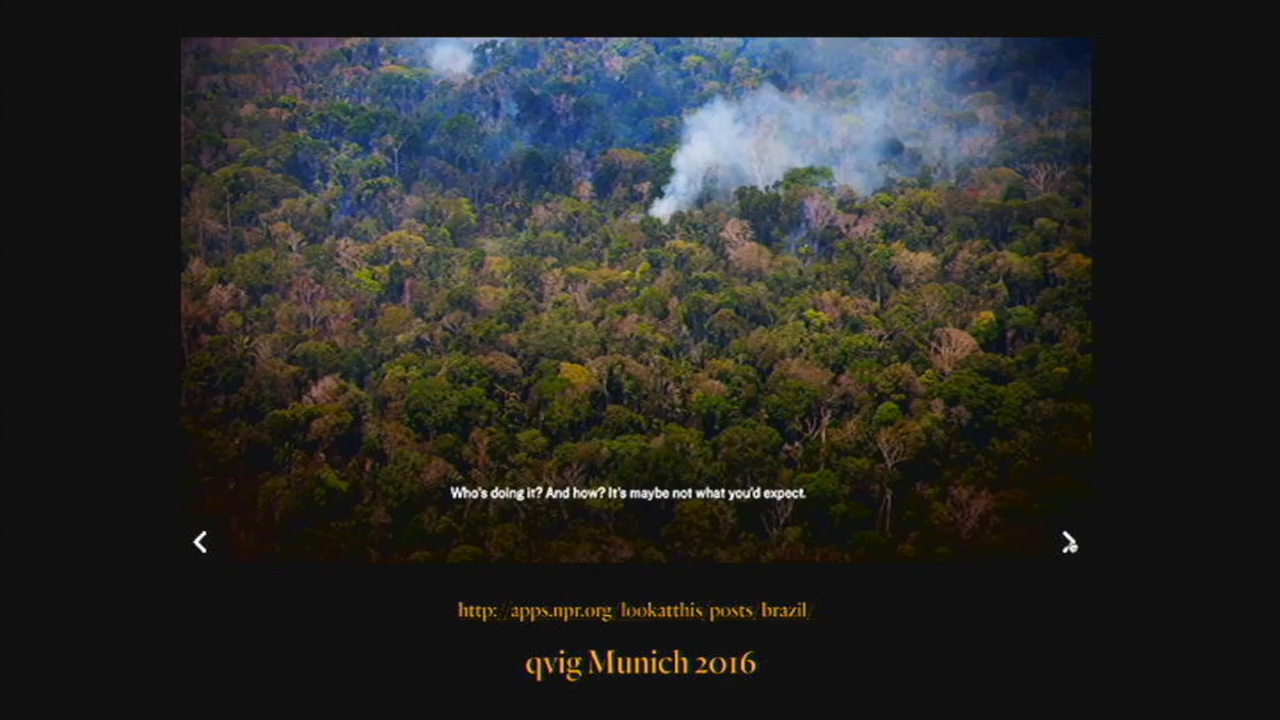 Who's doing it? And how? It's maybe not what you'd expect.
http://apps.npr.org/lookatthis/posts/brazil/
qvig Munich 2016